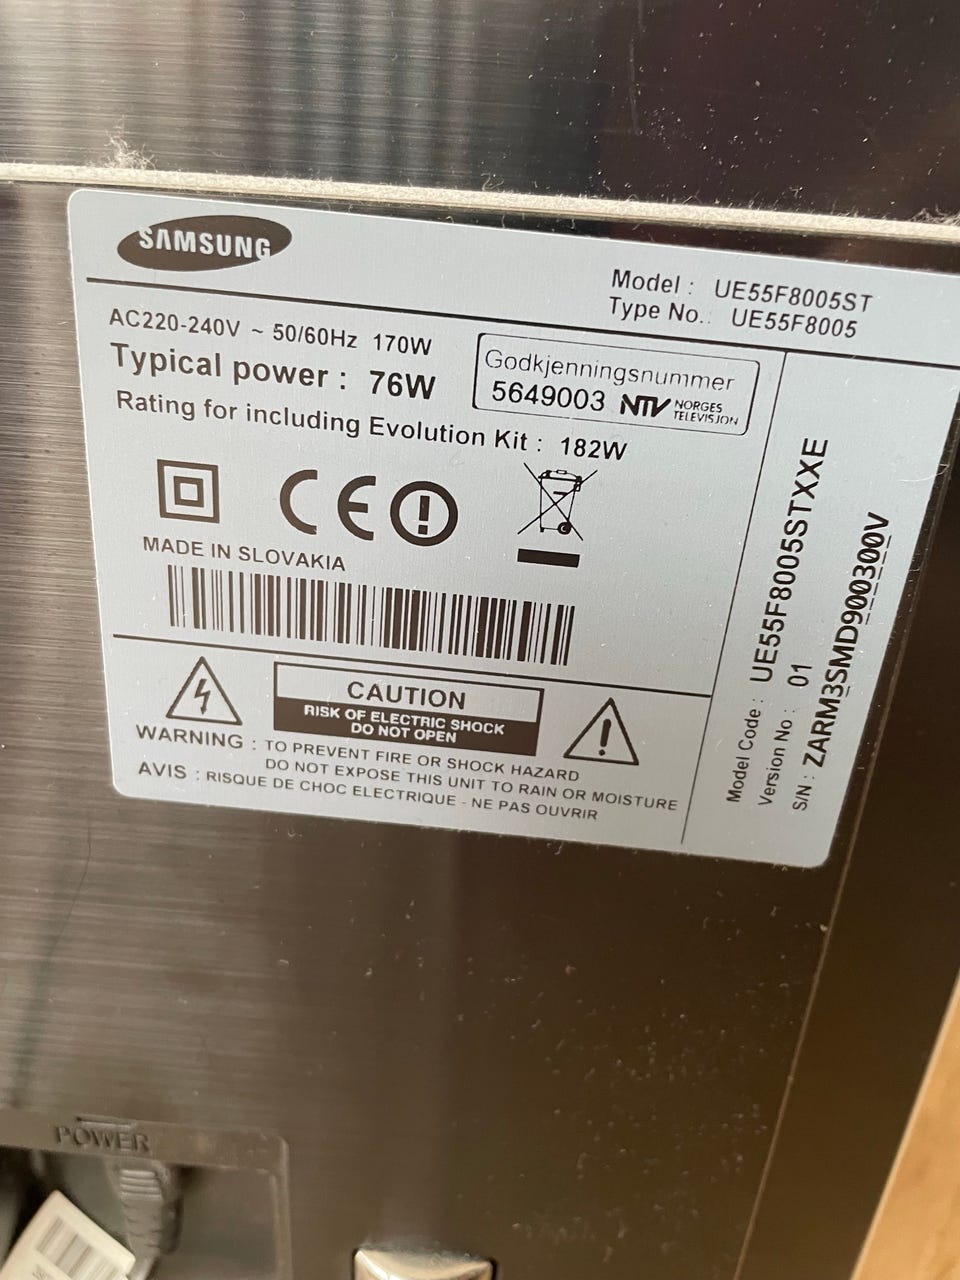 SAMSUNG
Model : UE55F8005ST
Type No.: UE55F8005
AC220-240V ~ 50/60Hz 170W
Typical power : 76W
Rating for including Evolution Kit : 182W
Godkjenningsnummer
5649003 NTV NORGES
TELEVISJON
CE
MADE IN SLOVAKIA
CAUTION
RISK OF ELECTRIC SHOCK
DO NOT OPEN
WARNING : TO PREVENT FIRE OR SHOCK HAZARD
DO NOT EXPOSE THIS UNIT TO RAIN OR MOISTURE
AVIS : RISQUE DE CHOC ELECTRIQUE - NE PAS OUVRIR
Model Code : UE55F8005STXXE
Version No : 01
S/N : ZARM3SMD900300V
POWER